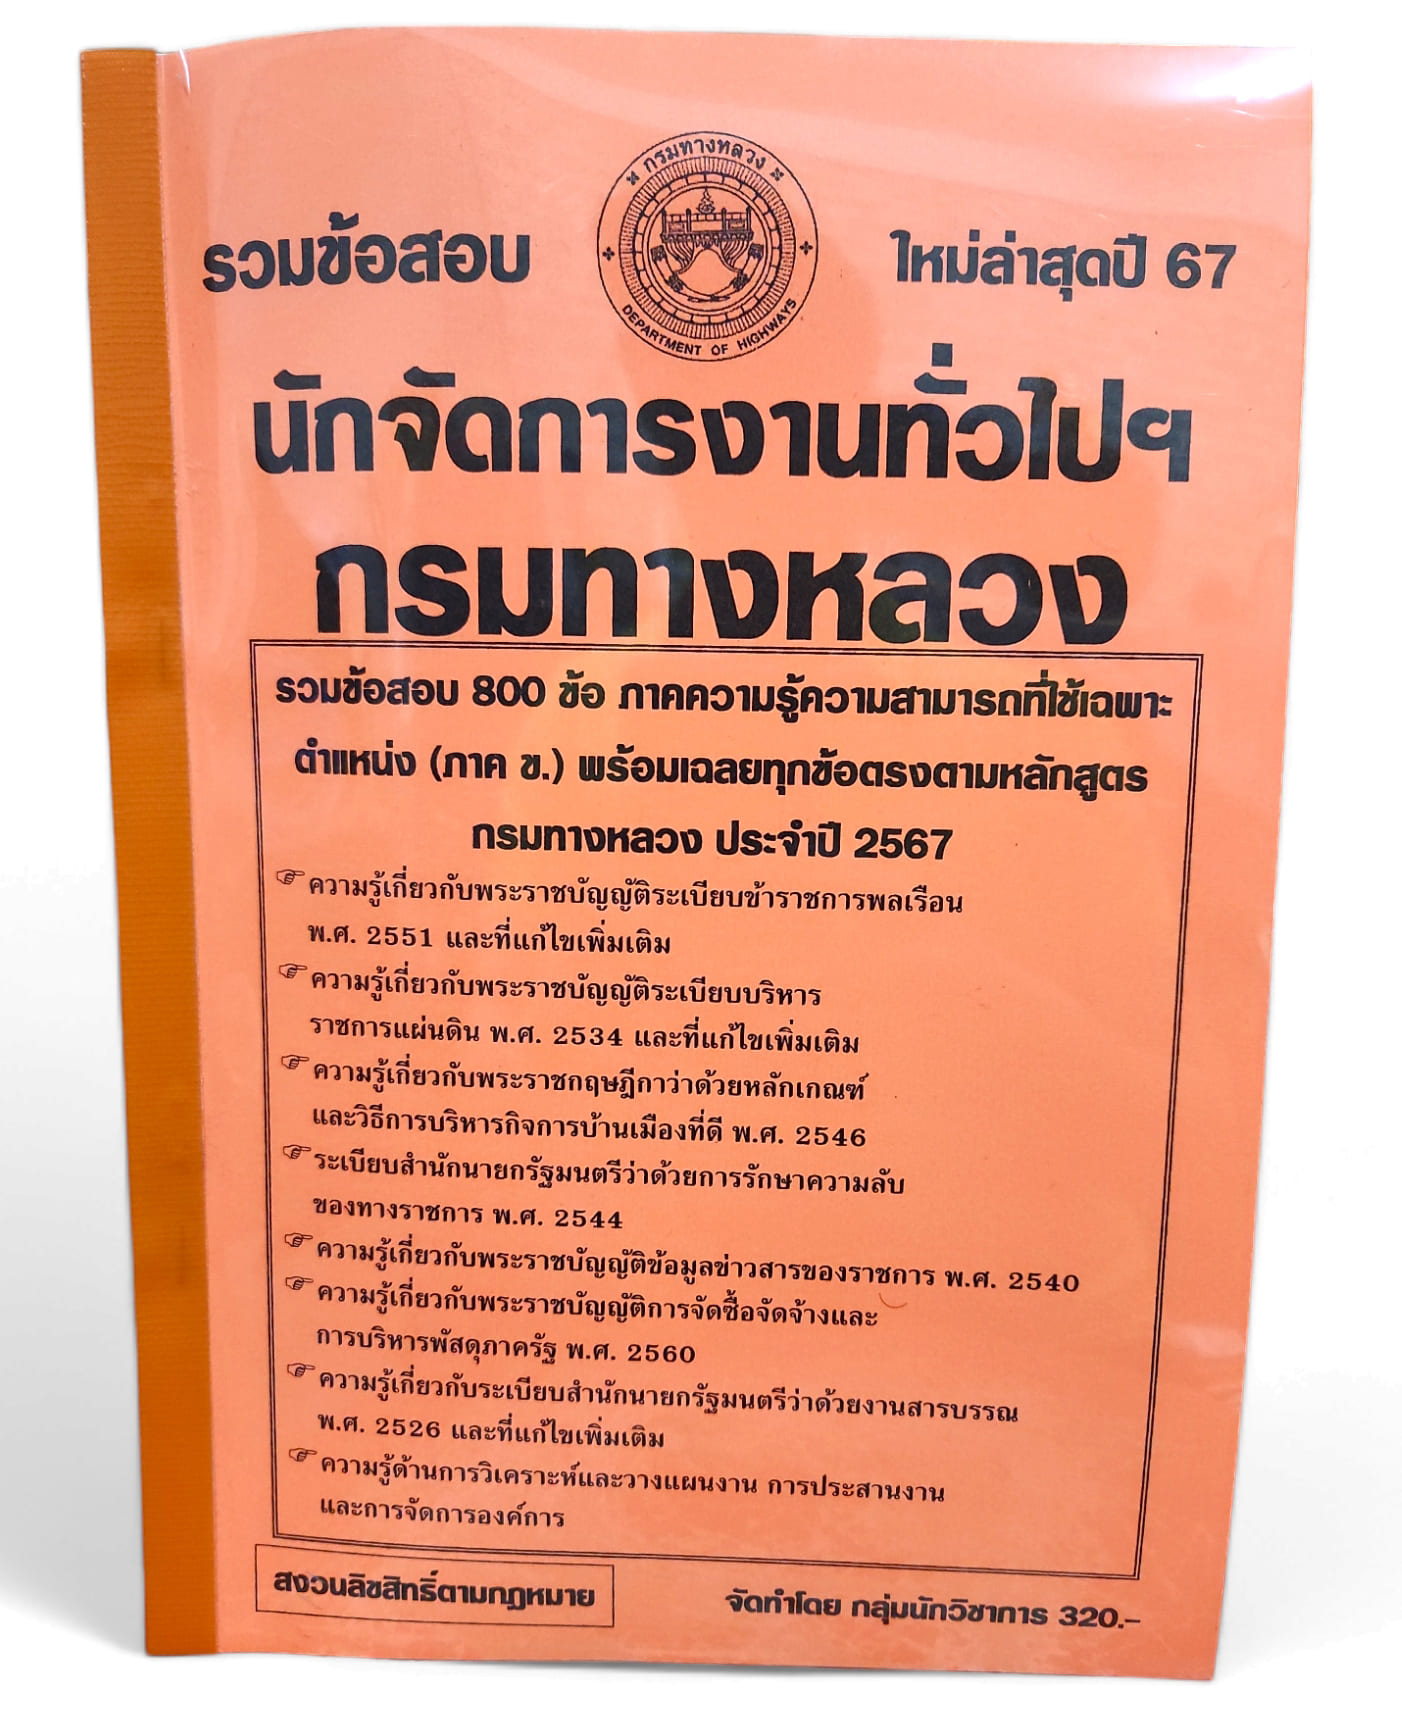 กรมทางหลวง
DEPARTMENT OF HIGHWAYS
รวมข้อสอบ
ใหม่ล่าสุดปี 67
นักจัดการงานทั่วไปฯ
กรมทางหลวง
รวมข้อสอบ 800 ข้อ ภาคความรู้ความสามารถที่ใช้เฉพาะ
ตำแหน่ง (ภาค ข.) พร้อมเฉลยทุกข้อตรงตามหลักสูตร
กรมทางหลวง ประจำปี 2567
ความรู้เกี่ยวกับพระราชบัญญัติระเบียบข้าราชการพลเรือน
พ.ศ. 2551 และที่แก้ไขเพิ่มเติม
ความรู้เกี่ยวกับพระราชบัญญัติระเบียบบริหาร
ราชการแผ่นดิน พ.ศ. 2534 และที่แก้ไขเพิ่มเติม
ความรู้เกี่ยวกับพระราชกฤษฎีกาว่าด้วยหลักเกณฑ์
และวิธีการบริหารกิจการบ้านเมืองที่ดี พ.ศ. 2546
ระเบียบสำนักนายกรัฐมนตรีว่าด้วยการรักษาความลับ
ของทางราชการ พ.ศ. 2544
ความรู้เกี่ยวกับพระราชบัญญัติข้อมูลข่าวสารของราชการ พ.ศ. 2540
ความรู้เกี่ยวกับพระราชบัญญัติการจัดซื้อจัดจ้างและ
การบริหารพัสดุภาครัฐ พ.ศ. 2560
ความรู้เกี่ยวกับระเบียบสำนักนายกรัฐมนตรีว่าด้วยงานสารบรรณ
พ.ศ. 2526 และที่แก้ไขเพิ่มเติม
ความรู้ด้านการวิเคราะห์และวางแผนงาน การประสานงาน
และการจัดการองค์การ
สงวนลิขสิทธิ์ตามกฎหมาย
จัดทำโดย กลุ่มนักวิชาการ 320.-